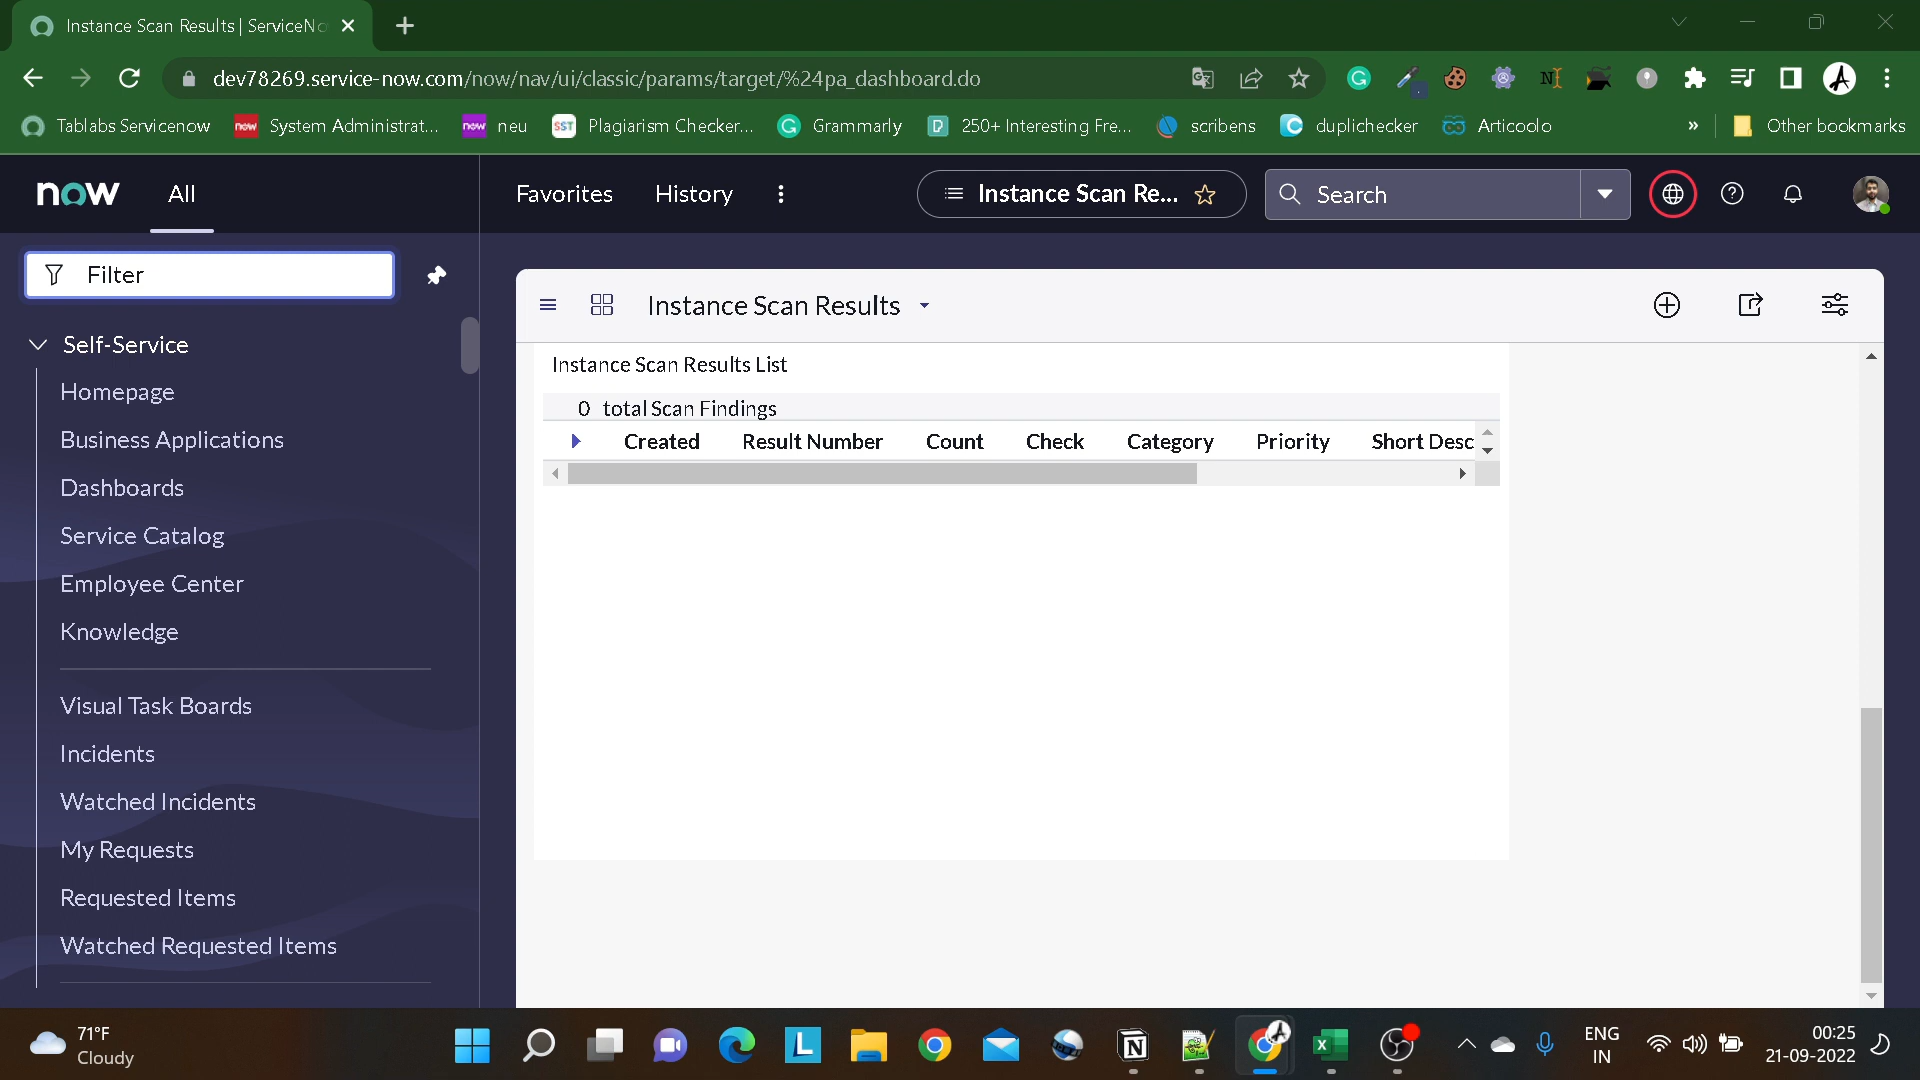 Instance Scan Results | ServiceNo
dev78269.service-now.com/now/nav/ui/classic/params/target/%24pa_dashboard.do
Tablabs Servicenow
now System Administrat...
now neu
SST Plagiarism Checker...
Grammarly
250+ Interesting Fre...
scribens
duplichecker
Articoolo
»
Other bookmarks
now
All
Favorites
History
Instance Scan Re...
Search
Filter
Self-Service
Homepage
Business Applications
Dashboards
Service Catalog
Employee Center
Knowledge
Visual Task Boards
Incidents
Watched Incidents
My Requests
Requested Items
Watched Requested Items
Instance Scan Results
Instance Scan Results List
0 total Scan Findings
Created Result Number Count Check Category Priority Short Desc
71°F
Cloudy
ENG
IN
00:25
21-09-2022